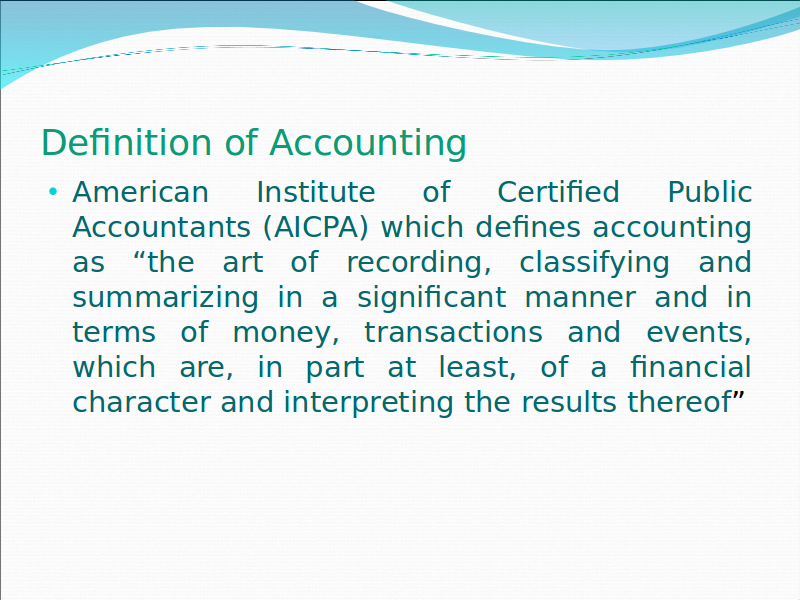 Definition of Accounting
• American Institute of Certified Public
Accountants (AICPA) which defines accounting
as “the art of recording, classifying and
summarizing in a significant manner and in
terms of money, transactions and events,
which are, in part at least, of a financial
character and interpreting the results thereof”